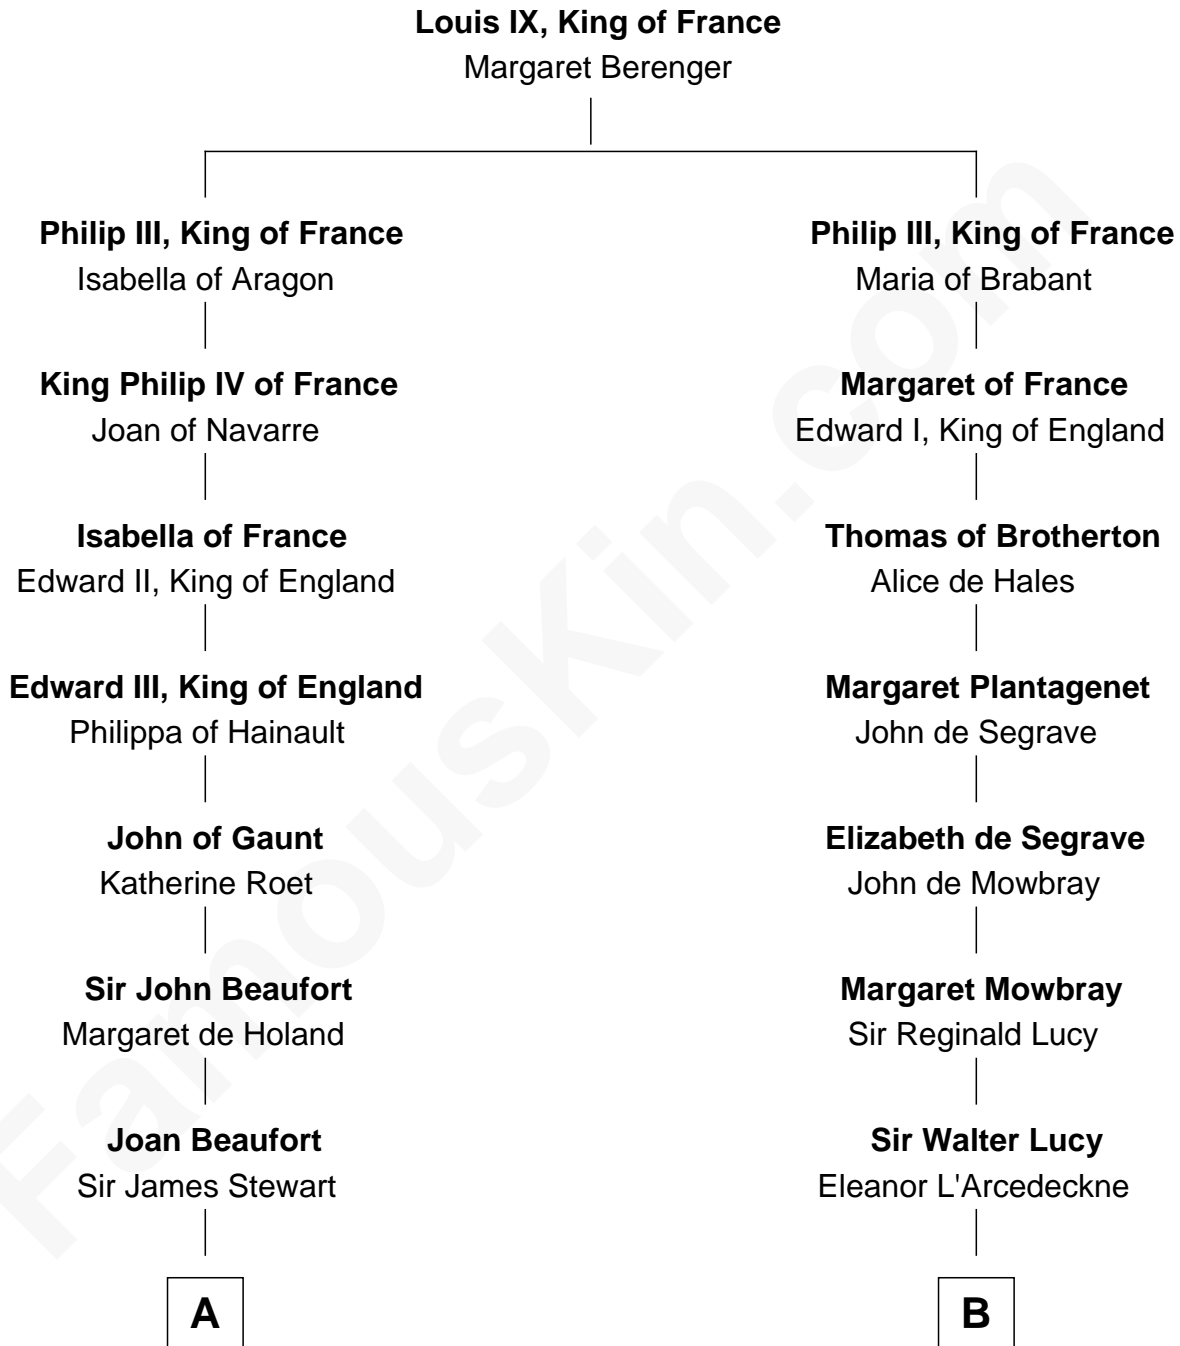 Louis IX, King of France
Margaret Berenger
Philip III, King of France
Isabella of Aragon
Philip III, King of France
Maria of Brabant
King Philip IV of France
Joan of Navarre
Margaret of France
Edward I, King of England
Isabella of France
Edward II, King of England
Thomas of Brotherton
Alice de Hales
Edward III, King of England
Philippa of Hainault
Margaret Plantagenet
John de Segrave
John of Gaunt
Katherine Roet
Elizabeth de Segrave
John de Mowbray
Sir John Beaufort
Margaret de Holand
Margaret Mowbray
Sir Reginald Lucy
Joan Beaufort
Sir James Stewart
Sir Walter Lucy
Eleanor L'Arcedeckne
A
B
FamousKin.com